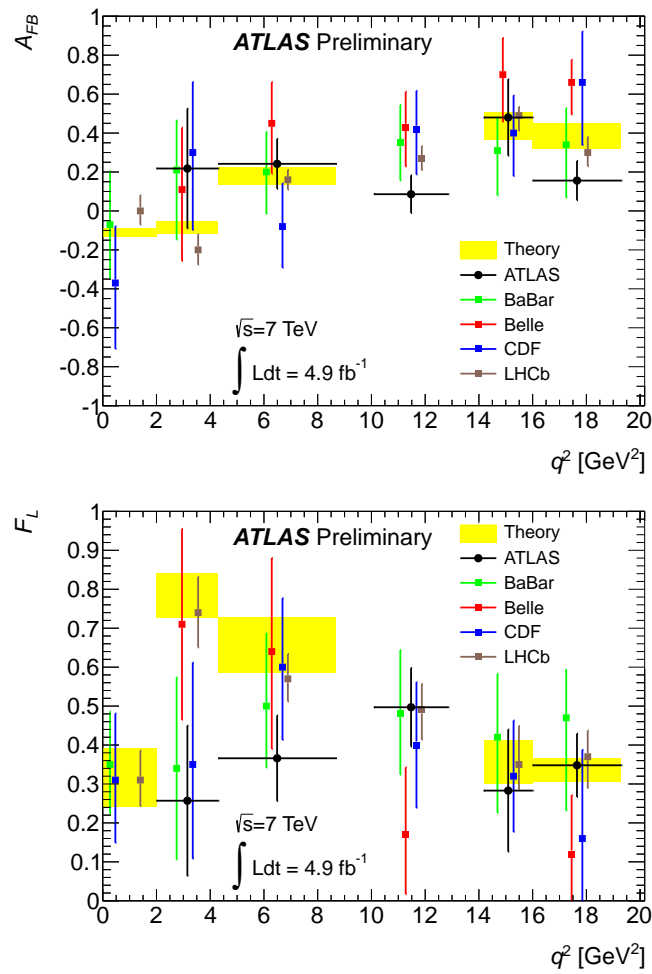 A_FB
ATLAS Preliminary
1
0.8
0.6
0.4
0.2
0
-0.2
-0.4
-0.6
-0.8
-1
Theory
ATLAS
BaBar
Belle
CDF
LHCb
√s=7 TeV
∫ Ldt = 4.9 fb⁻¹
0 2 4 6 8 10 12 14 16 18 20
q² [GeV²]
F_L
ATLAS Preliminary
1
0.9
0.8
0.7
0.6
0.5
0.4
0.3
0.2
0.1
0
Theory
ATLAS
BaBar
Belle
CDF
LHCb
√s=7 TeV
∫ Ldt = 4.9 fb⁻¹
0 2 4 6 8 10 12 14 16 18 20
q² [GeV²]